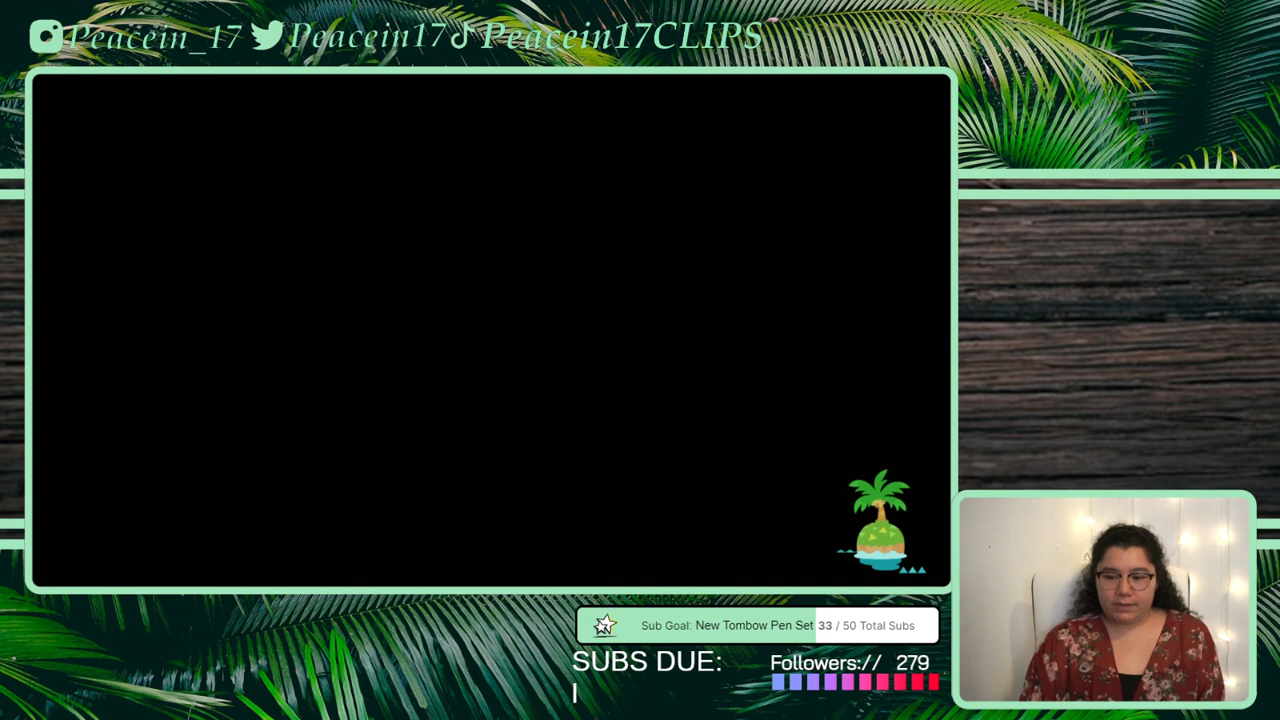 Peacein_17 Peacein17 Peacein17CLIPS
Sub Goal: New Tombow Pen Set 33 / 50 Total Subs
SUBS DUE:
I
Followers:// 279